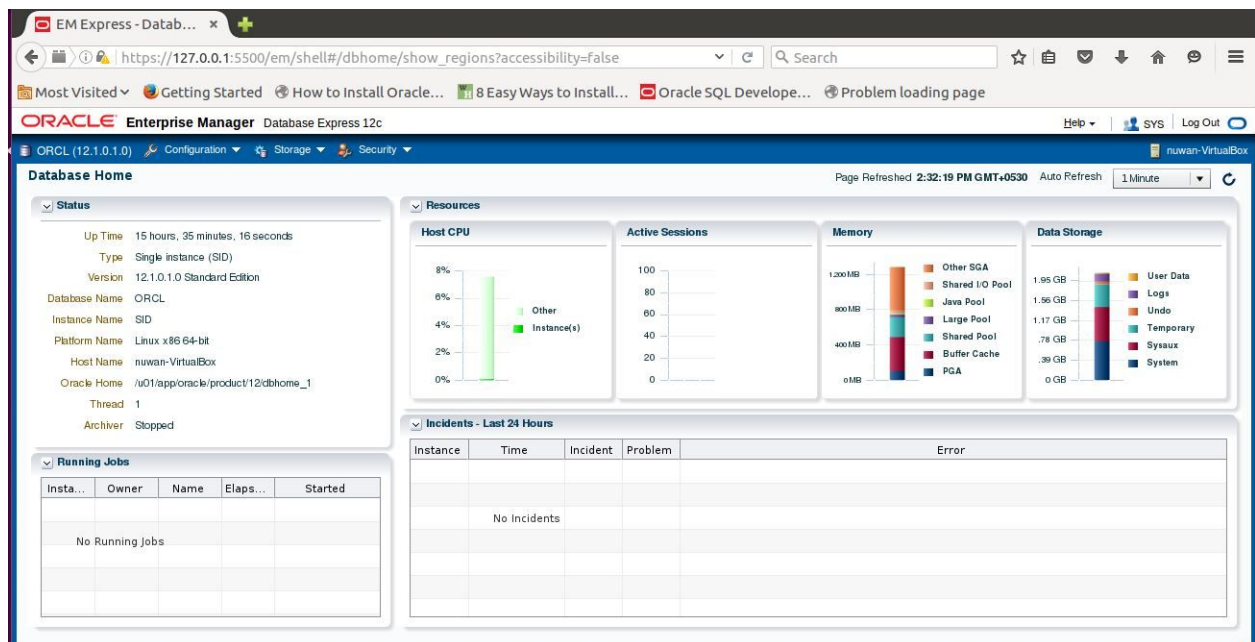 EM Express - Datab...
https://127.0.0.1:5500/em/shell#/dbhome/show_regions?accessibility=false
Search
Most Visited
Getting Started
How to Install Oracle...
8 Easy Ways to Install...
Oracle SQL Develope...
Problem loading page
ORACLE Enterprise Manager Database Express 12c
Help
SYS
Log Out
ORCL (12.1.0.1.0)
Configuration
Storage
Security
nuwan-VirtualBox
Database Home
Page Refreshed 2:32:19 PM GMT+0530
Auto Refresh
1 Minute
Status
Up Time 15 hours, 35 minutes, 16 seconds
Type Single instance (SID)
Version 12.1.0.1.0 Standard Edition
Database Name ORCL
Instance Name SID
Platform Name Linux x86 64-bit
Host Name nuwan-VirtualBox
Oracle Home /u01/app/oracle/product/12/dbhome_1
Thread 1
Archiver Stopped
Running Jobs
Insta... Owner Name Elaps... Started
No Running Jobs
Resources
Host CPU
8%
6%
4%
2%
0%
Other
Instance(s)
Active Sessions
100
80
60
40
20
0
Memory
1,200 MB
800 MB
400 MB
0 MB
Other SGA
Shared I/O Pool
Java Pool
Large Pool
Shared Pool
Buffer Cache
PGA
Data Storage
1.95 GB
1.56 GB
1.17 GB
.78 GB
.39 GB
0 GB
User Data
Logs
Undo
Temporary
Sysaux
System
Incidents - Last 24 Hours
Instance Time Incident Problem Error
No Incidents